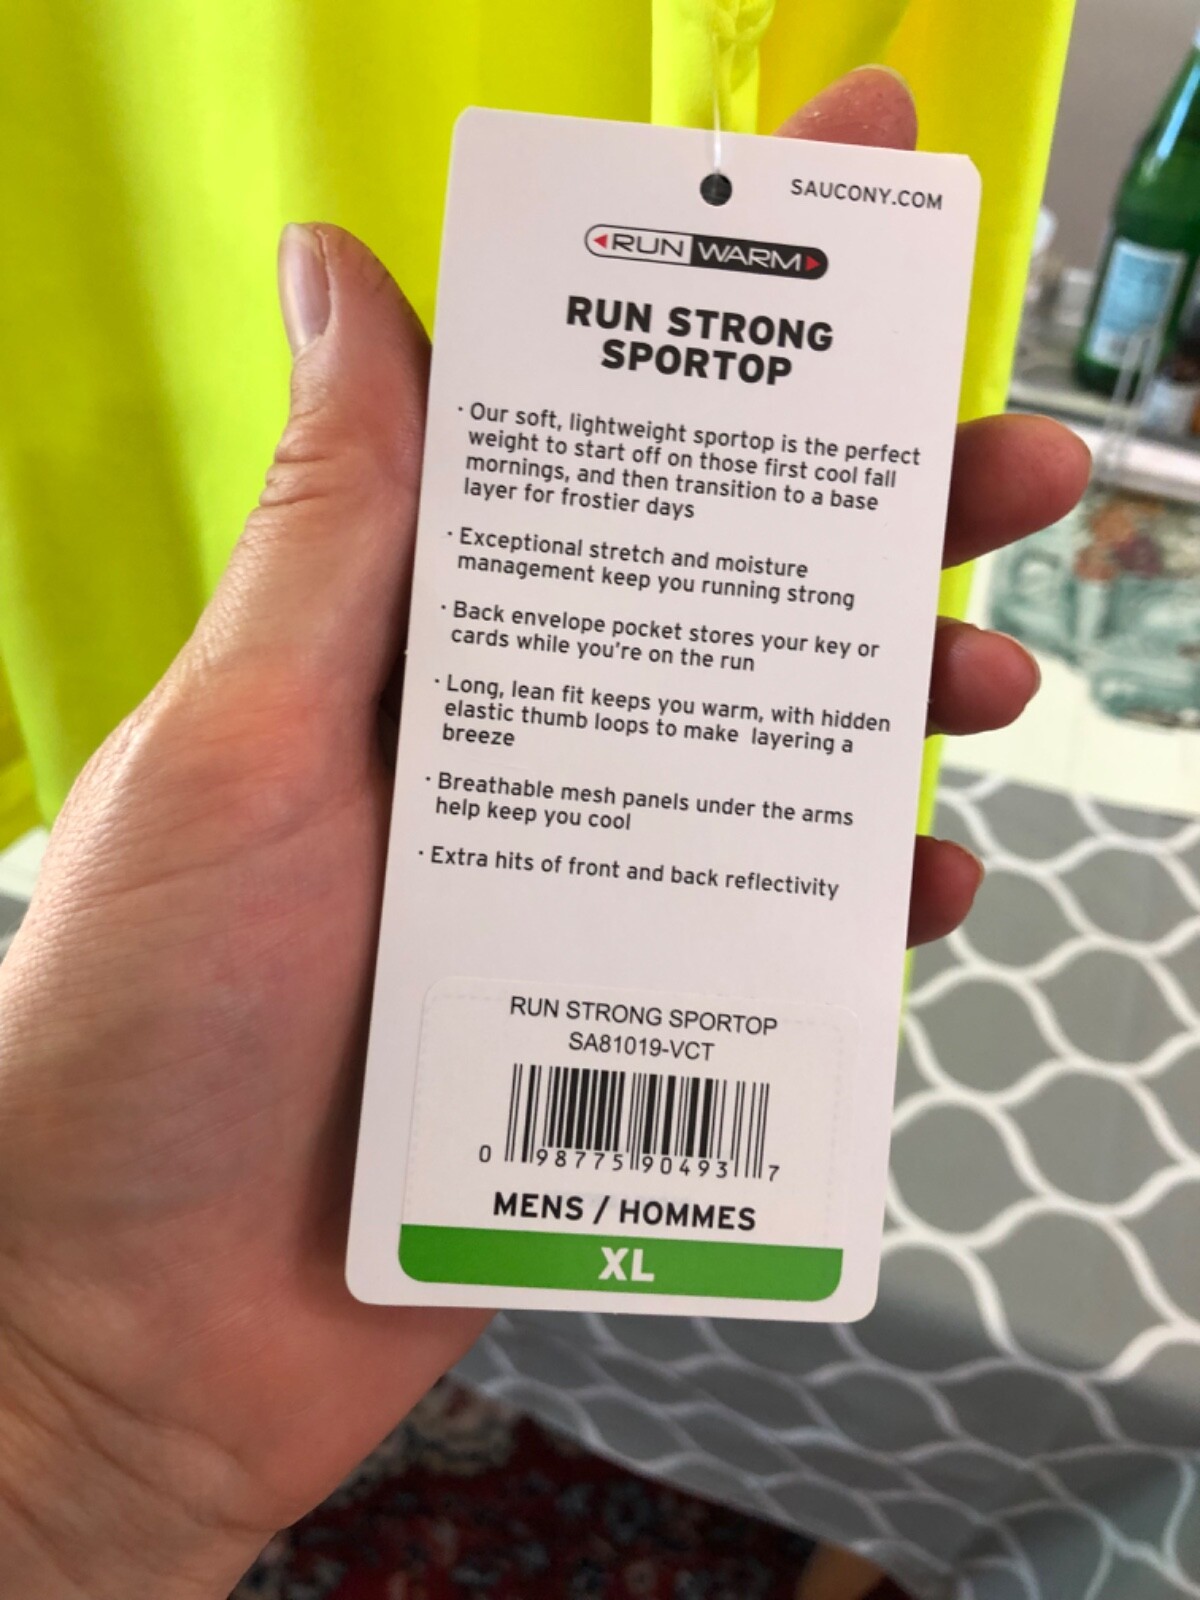 SAUCONY.COM
RUN WARM
RUN STRONG
SPORTOP
· Our soft, lightweight sportop is the perfect
weight to start off on those first cool fall
mornings, and then transition to a base
layer for frostier days
· Exceptional stretch and moisture
management keep you running strong
· Back envelope pocket stores your key or
cards while you're on the run
· Long, lean fit keeps you warm, with hidden
elastic thumb loops to make layering a
breeze
· Breathable mesh panels under the arms
help keep you cool
· Extra hits of front and back reflectivity
RUN STRONG SPORTOP
SA81019-VCT
0 98775 90493 7
MENS / HOMMES
XL